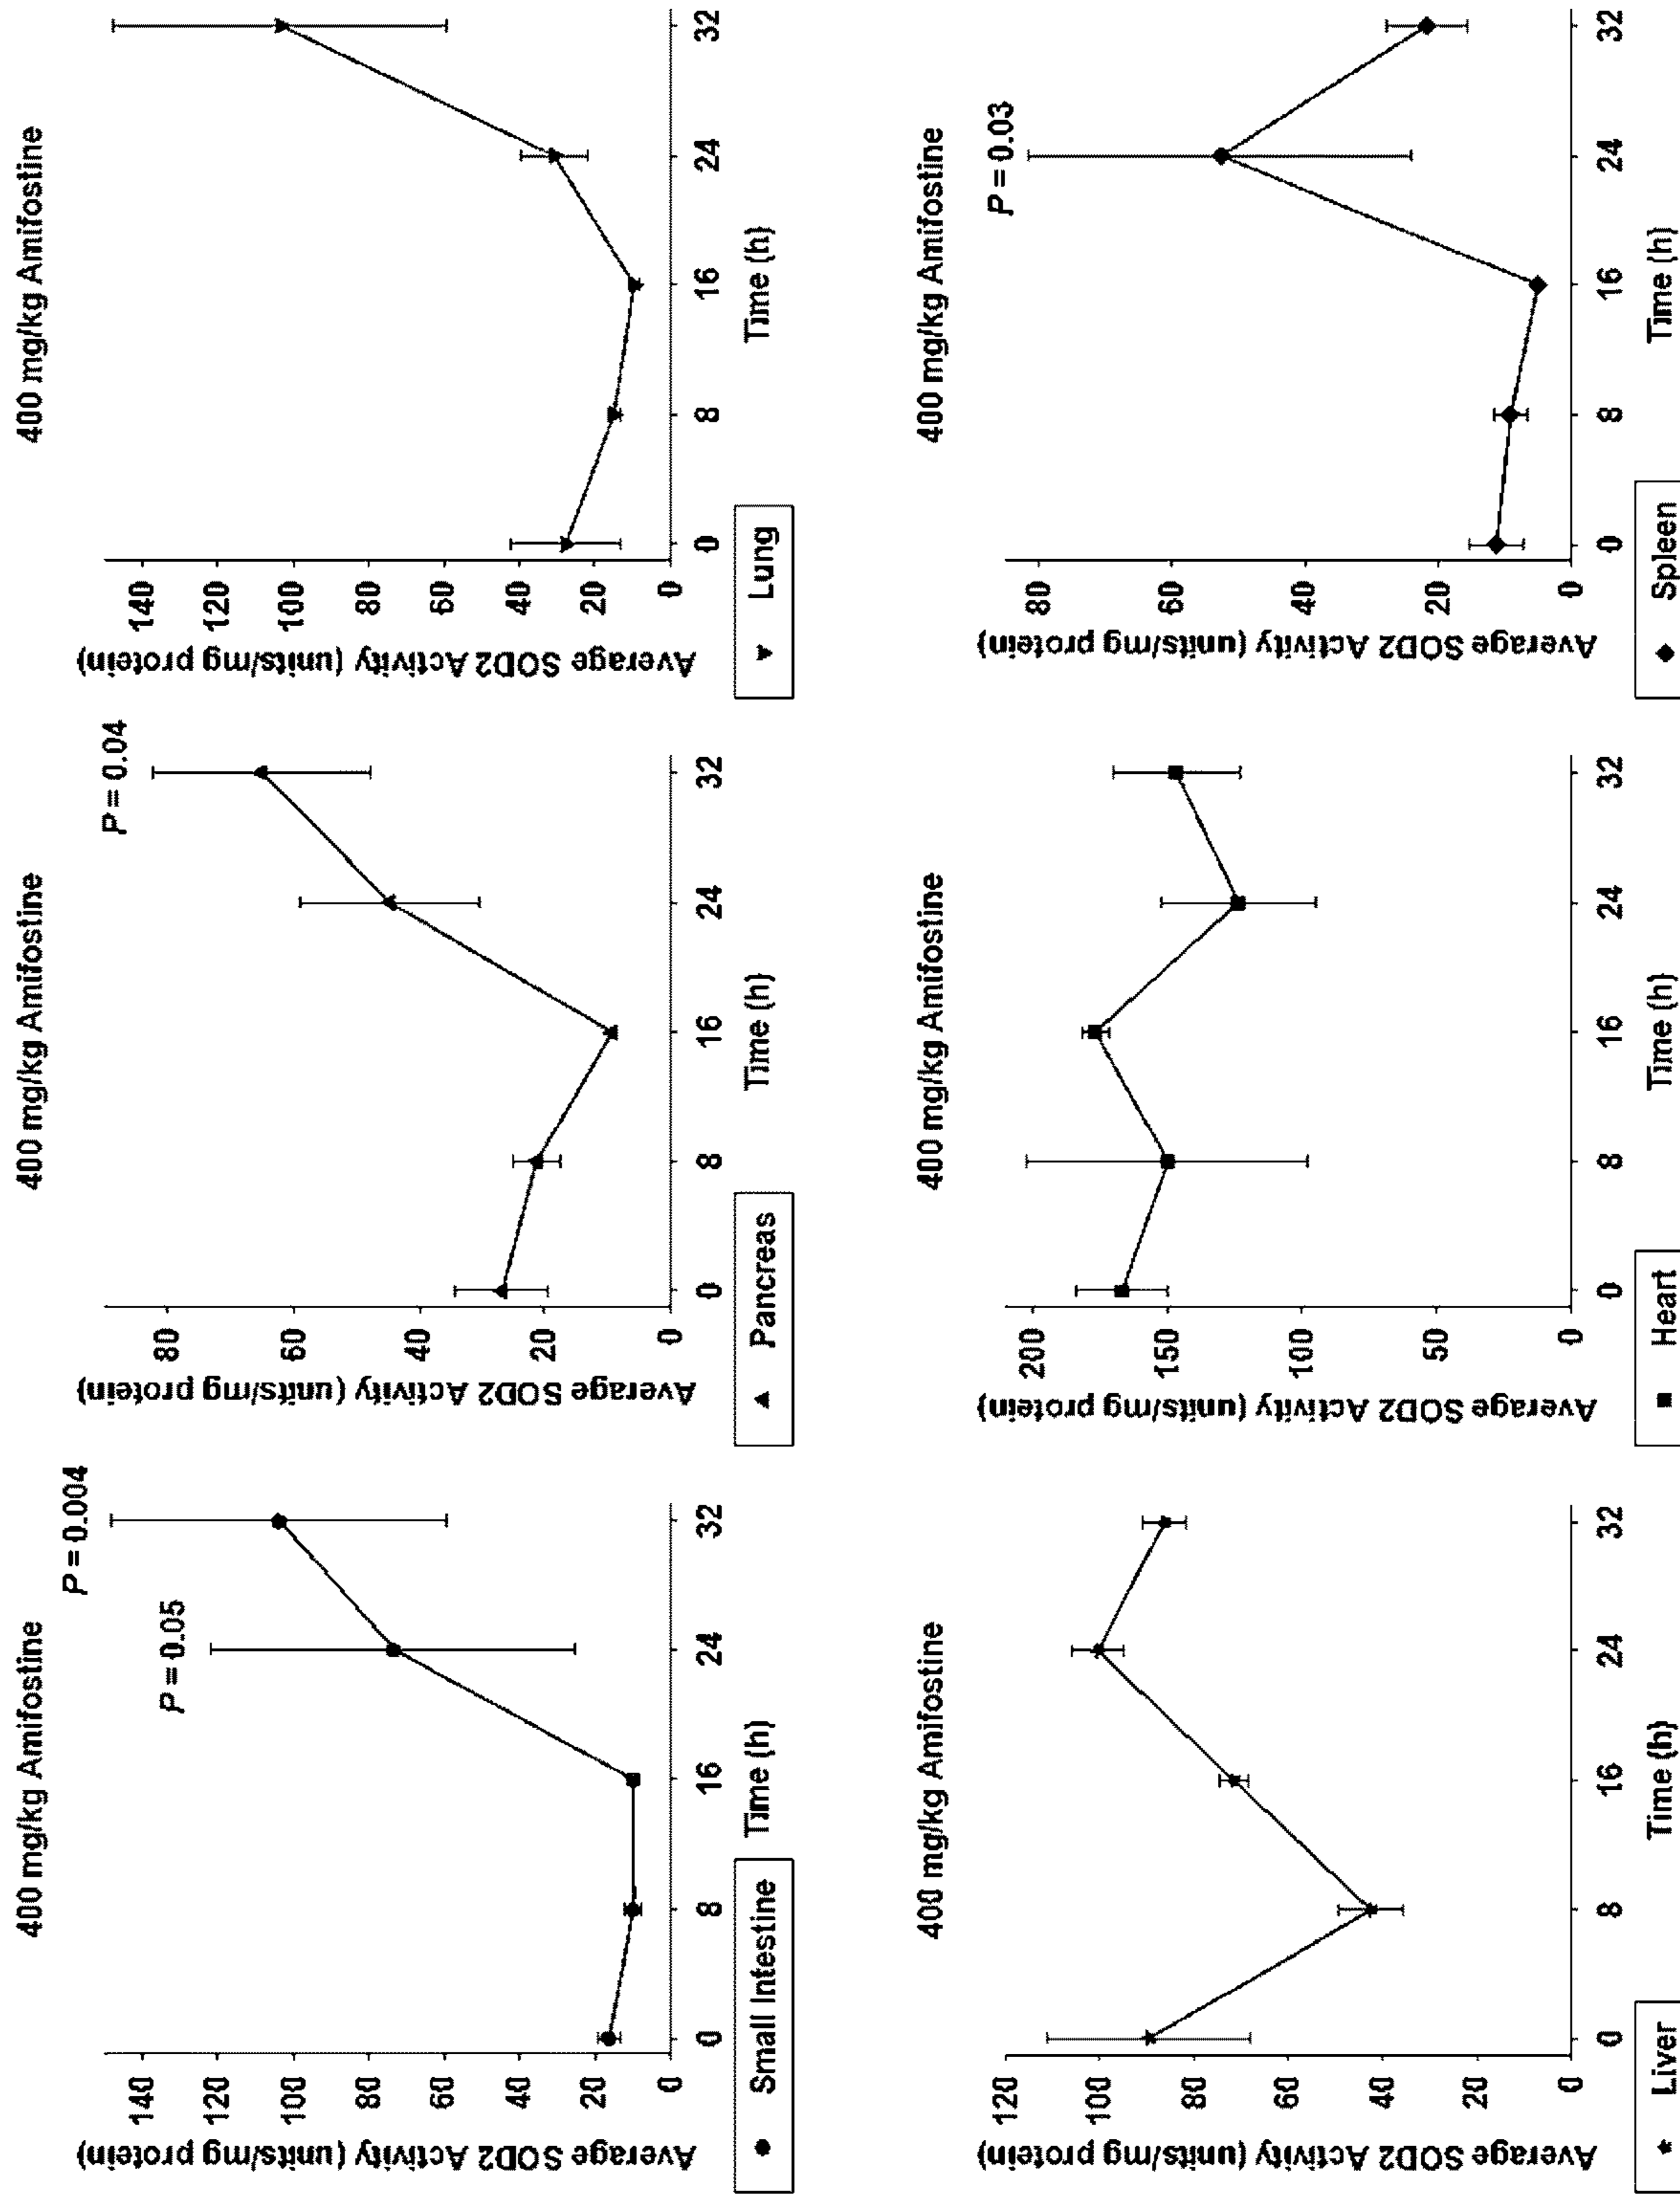 400 mg/kg Amifostine
P = 0.004
P = 0.05
Average SOD2 Activity (units/mg protein)
140
120
100
80
60
40
20
0
0 8 16 24 32
Time (h)
Small Intestine
400 mg/kg Amifostine
P = 0.04
Average SOD2 Activity (units/mg protein)
80
60
40
20
0
0 8 16 24 32
Time (h)
Pancreas
400 mg/kg Amifostine
Average SOD2 Activity (units/mg protein)
140
120
100
80
60
40
20
0
0 8 16 24 32
Time (h)
Lung
400 mg/kg Amifostine
Average SOD2 Activity (units/mg protein)
120
100
80
60
40
20
0
0 8 16 24 32
Time (h)
Liver
400 mg/kg Amifostine
Average SOD2 Activity (units/mg protein)
200
150
100
50
0
0 8 16 24 32
Time (h)
Heart
400 mg/kg Amifostine
P = 0.03
Average SOD2 Activity (units/mg protein)
80
60
40
20
0
0 8 16 24 32
Time (h)
Spleen